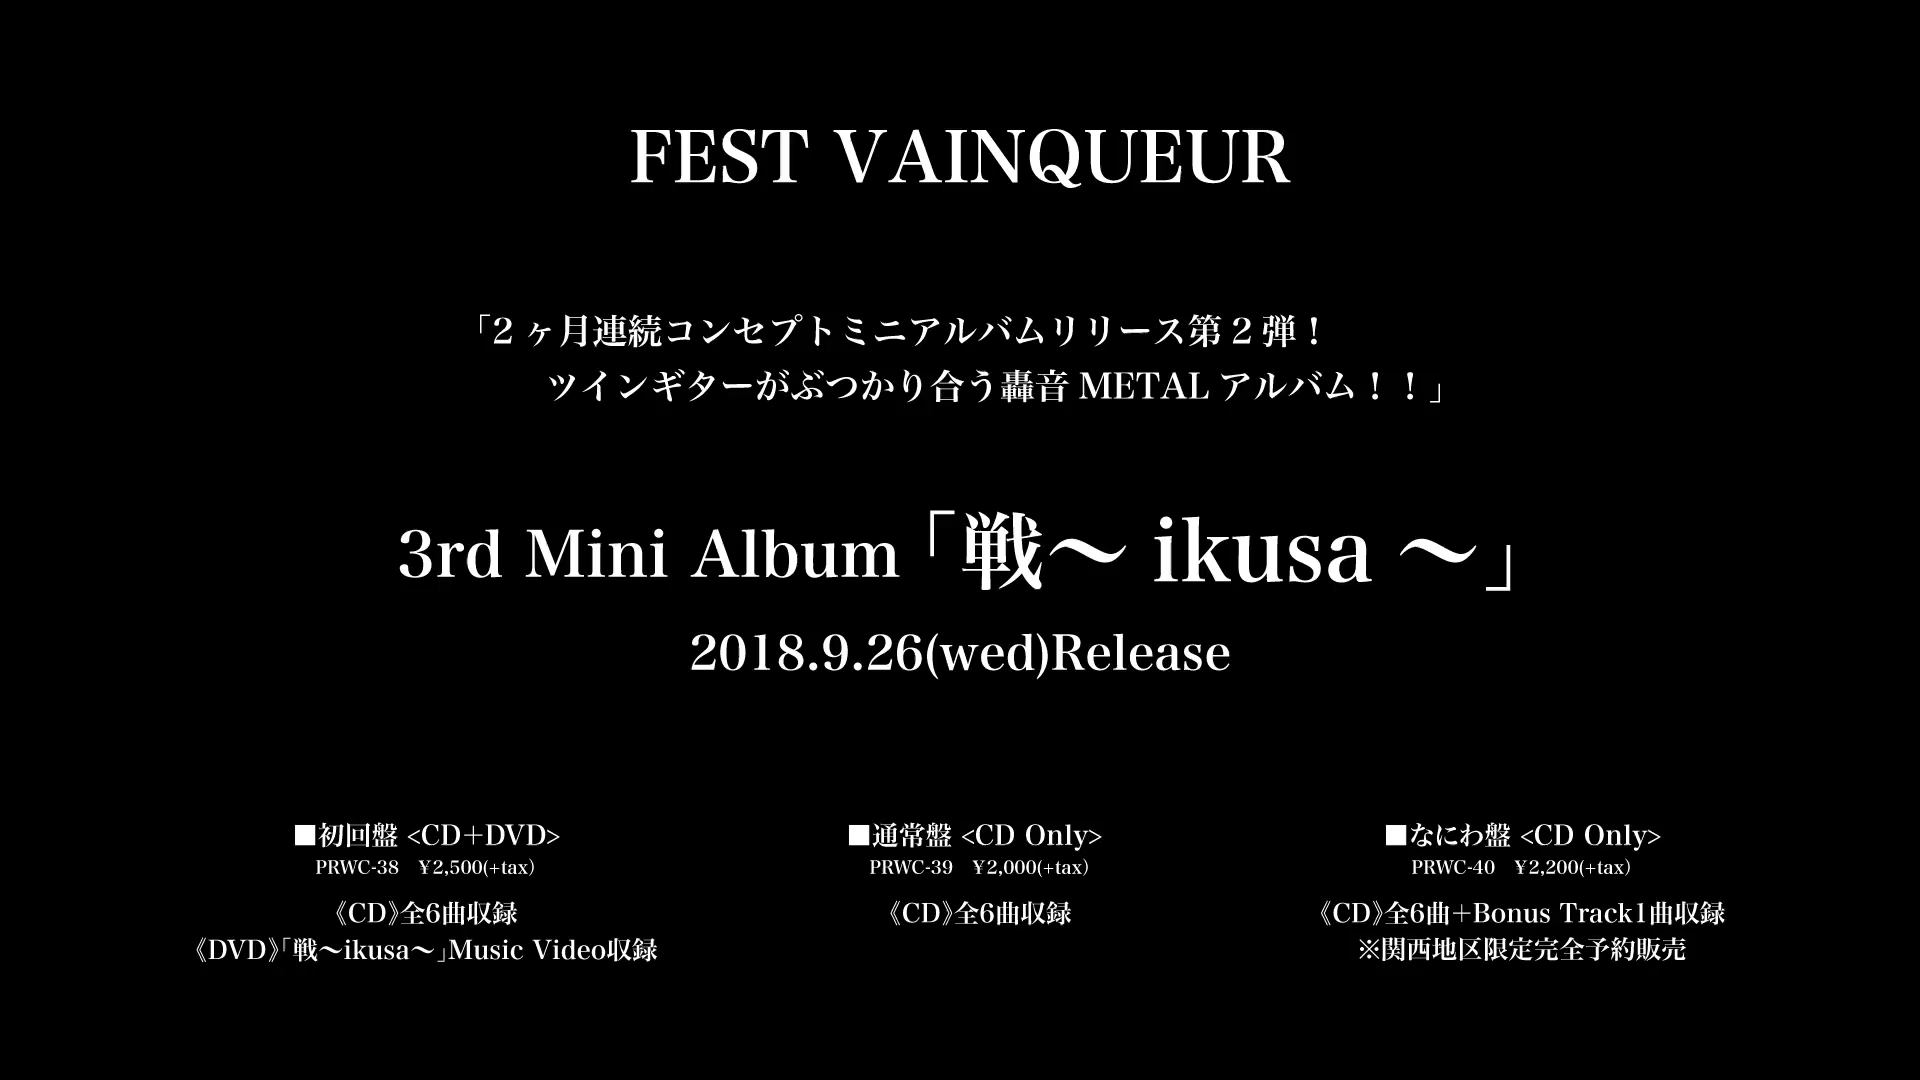 FEST VAINQUEUR
「2ヶ月連続コンセプトミニアルバムリリース第2弾！
ツインギターがぶつかり合う轟音METALアルバム！！」
3rd Mini Album「戦〜ikusa〜」
2018.9.26(wed)Release
■初回盤 <CD+DVD>
PRWC-38 ¥2,500(+tax)
《CD》全6曲収録
《DVD》「戦〜ikusa〜」Music Video収録
■通常盤 <CD Only>
PRWC-39 ¥2,000(+tax)
《CD》全6曲収録
■なにわ盤 <CD Only>
PRWC-40 ¥2,200(+tax)
《CD》全6曲+Bonus Track1曲収録
※関西地区限定完全予約販売